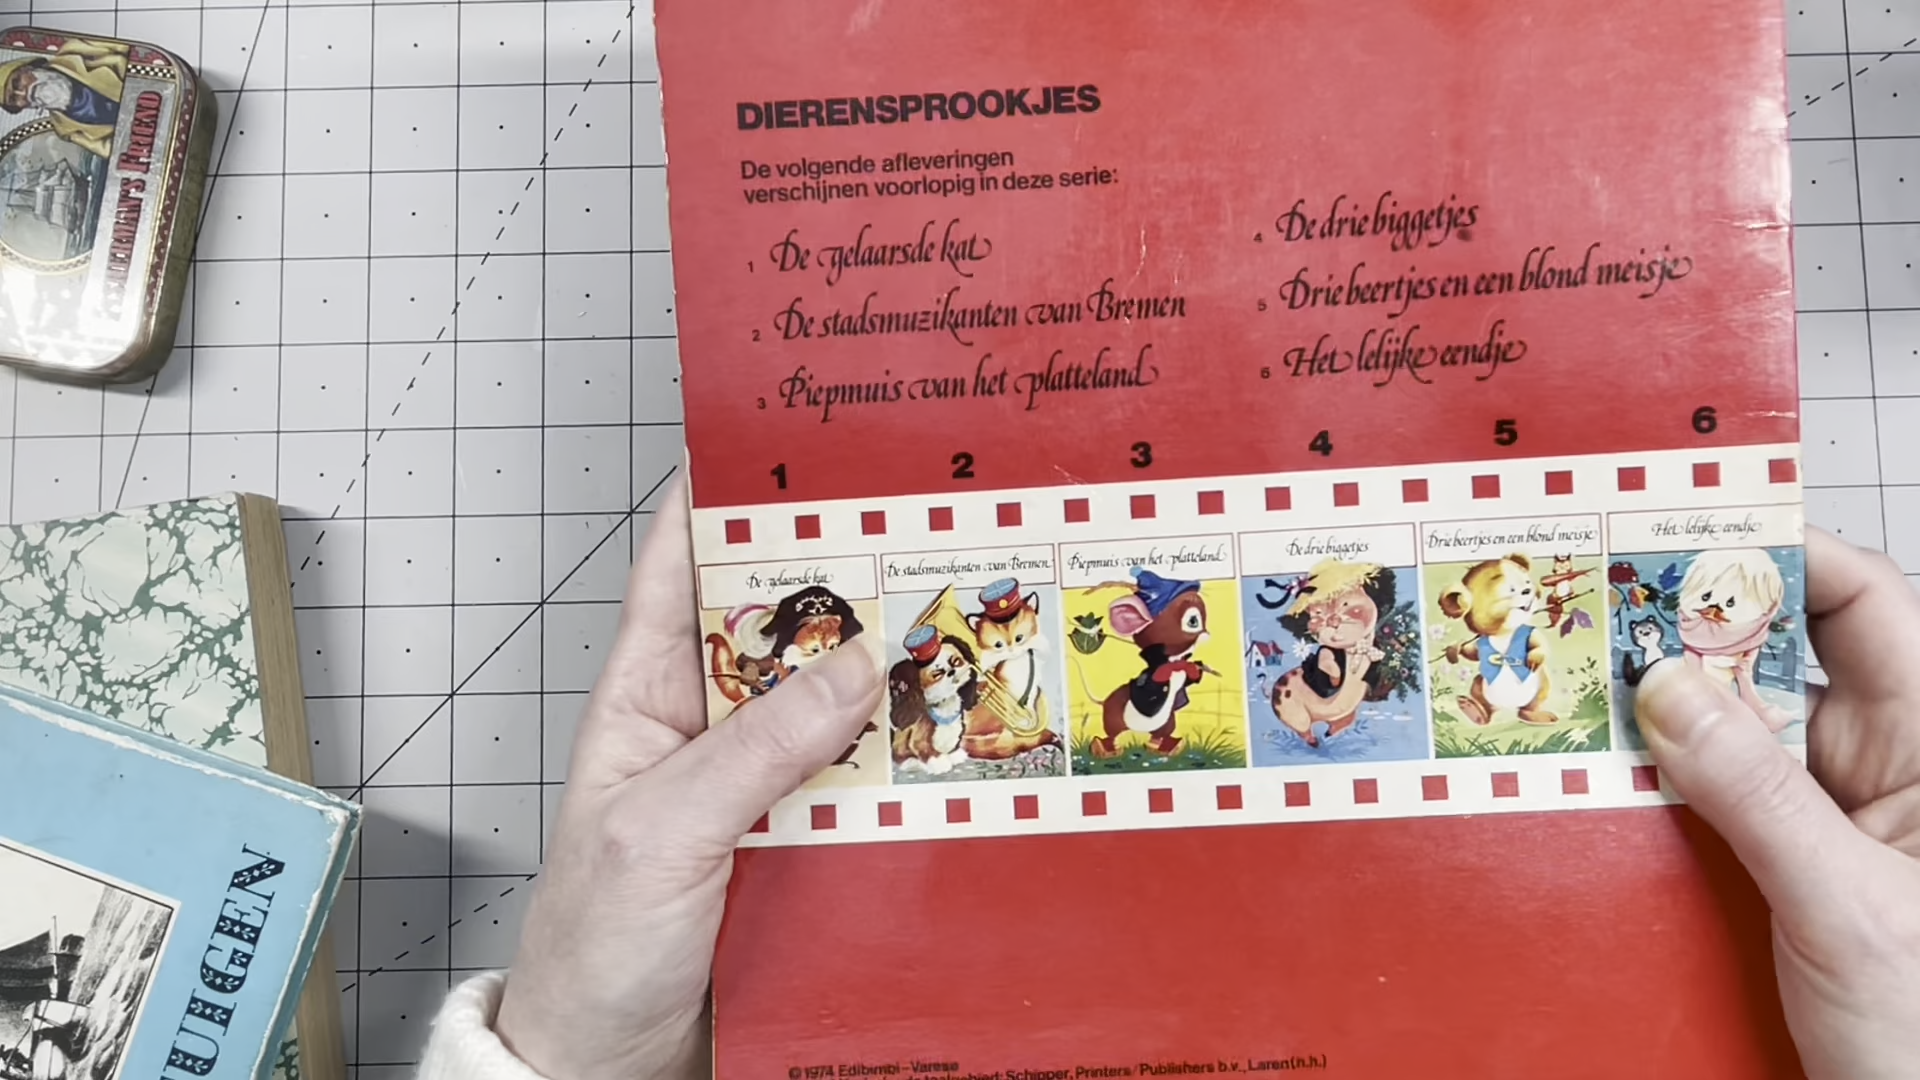 DIERENSPROOKJES
De volgende afleveringen
verschijnen voorlopig in deze serie:
1 De gelaarsde kat
2 De stadsmuzikanten van Bremen
3 Piepmuis van het platteland
4 De drie biggetjes
5 Drie beertjes en een blond meisje
6 Het lelijke eendje
1 2 3 4 5 6
De gelaarsde kat
De stadsmuzikanten van Bremen
Piepmuis van het platteland
De drie biggetjes
Drie beertjes en een blond meisje
Het lelijke eendje
© 1974 Edibimbi-Varese
Schipper, Printers/Publishers b.v., Laren (n.h.)
FRIEND
UIGEN